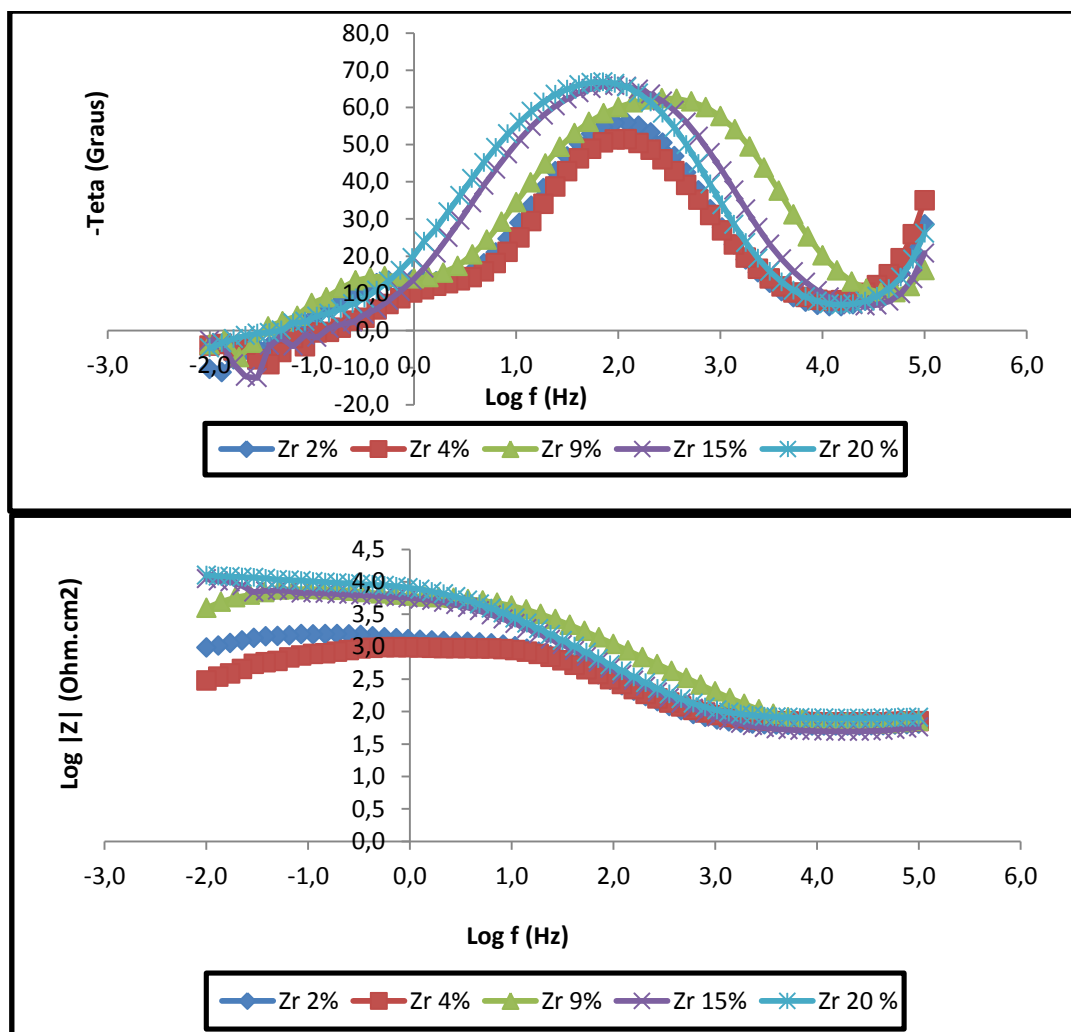 80,0
70,0
60,0
50,0
40,0
30,0
20,0
10,0
0,0
-10,0
-20,0
-Teta (Graus)
-3,0 -2,0 -1,0 0,0 1,0 2,0 3,0 4,0 5,0 6,0
Log f (Hz)
Zr 2% Zr 4% Zr 9% Zr 15% Zr 20 %
4,5
4,0
3,5
3,0
2,5
2,0
1,5
1,0
0,5
0,0
Log |Z| (Ohm.cm2)
-3,0 -2,0 -1,0 0,0 1,0 2,0 3,0 4,0 5,0 6,0
Log f (Hz)
Zr 2% Zr 4% Zr 9% Zr 15% Zr 20 %